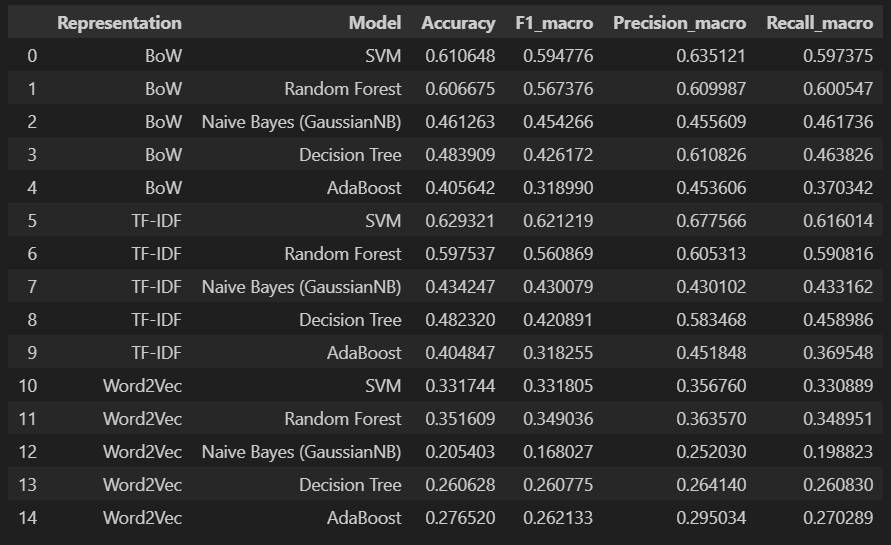 Representation Model Accuracy F1_macro Precision_macro Recall_macro
0 BoW SVM 0.610648 0.594776 0.635121 0.597375
1 BoW Random Forest 0.606675 0.567376 0.609987 0.600547
2 BoW Naive Bayes (GaussianNB) 0.461263 0.454266 0.455609 0.461736
3 BoW Decision Tree 0.483909 0.426172 0.610826 0.463826
4 BoW AdaBoost 0.405642 0.318990 0.453606 0.370342
5 TF-IDF SVM 0.629321 0.621219 0.677566 0.616014
6 TF-IDF Random Forest 0.597537 0.560869 0.605313 0.590816
7 TF-IDF Naive Bayes (GaussianNB) 0.434247 0.430079 0.430102 0.433162
8 TF-IDF Decision Tree 0.482320 0.420891 0.583468 0.458986
9 TF-IDF AdaBoost 0.404847 0.318255 0.451848 0.369548
10 Word2Vec SVM 0.331744 0.331805 0.356760 0.330889
11 Word2Vec Random Forest 0.351609 0.349036 0.363570 0.348951
12 Word2Vec Naive Bayes (GaussianNB) 0.205403 0.168027 0.252030 0.198823
13 Word2Vec Decision Tree 0.260628 0.260775 0.264140 0.260830
14 Word2Vec AdaBoost 0.276520 0.262133 0.295034 0.270289